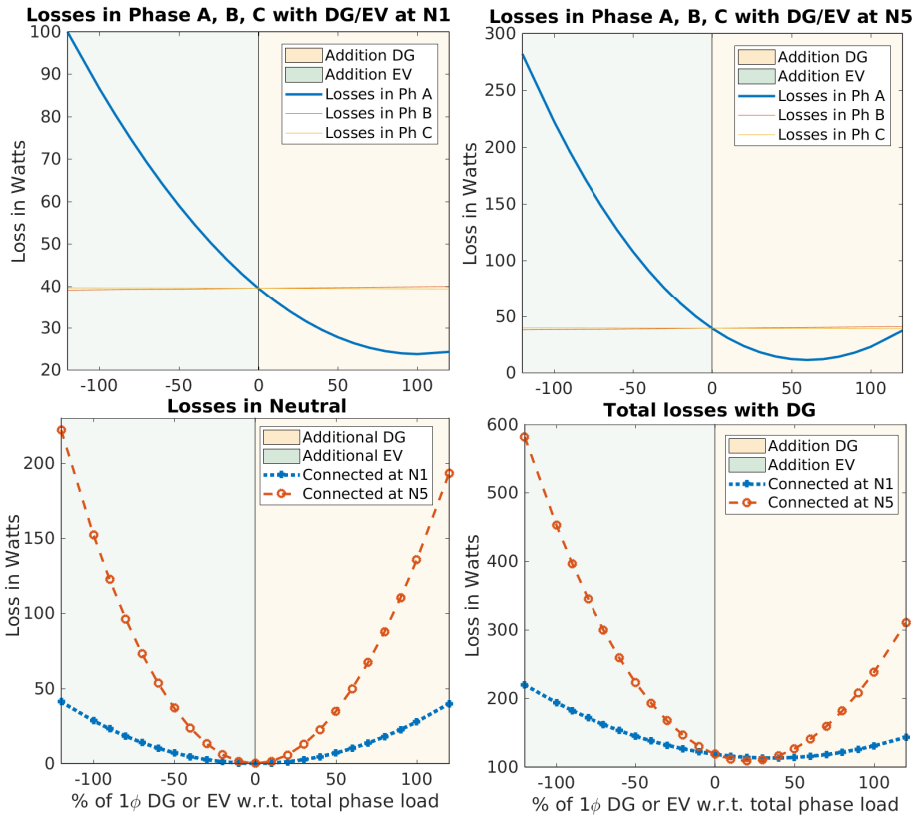 Losses in Phase A, B, C with DG/EV at N1
100
90
80
70
60
50
40
30
20
Loss in Watts
Addition DG
Addition EV
Losses in Ph A
Losses in Ph B
Losses in Ph C
-100
-50
0
50
100
Losses in Phase A, B, C with DG/EV at N5
300
250
200
150
100
50
0
Loss in Watts
Addition DG
Addition EV
Losses in Ph A
Losses in Ph B
Losses in Ph C
-100
-50
0
50
100
Losses in Neutral
200
150
100
50
0
Loss in Watts
Additional DG
Additional EV
Connected at N1
Connected at N5
-100
-50
0
50
100
% of 1ϕ DG or EV w.r.t. total phase load
Total losses with DG
600
500
400
300
200
100
Loss in Watts
Addition DG
Addition EV
Connected at N1
Connected at N5
-100
-50
0
50
100
% of 1ϕ DG or EV w.r.t. total phase load